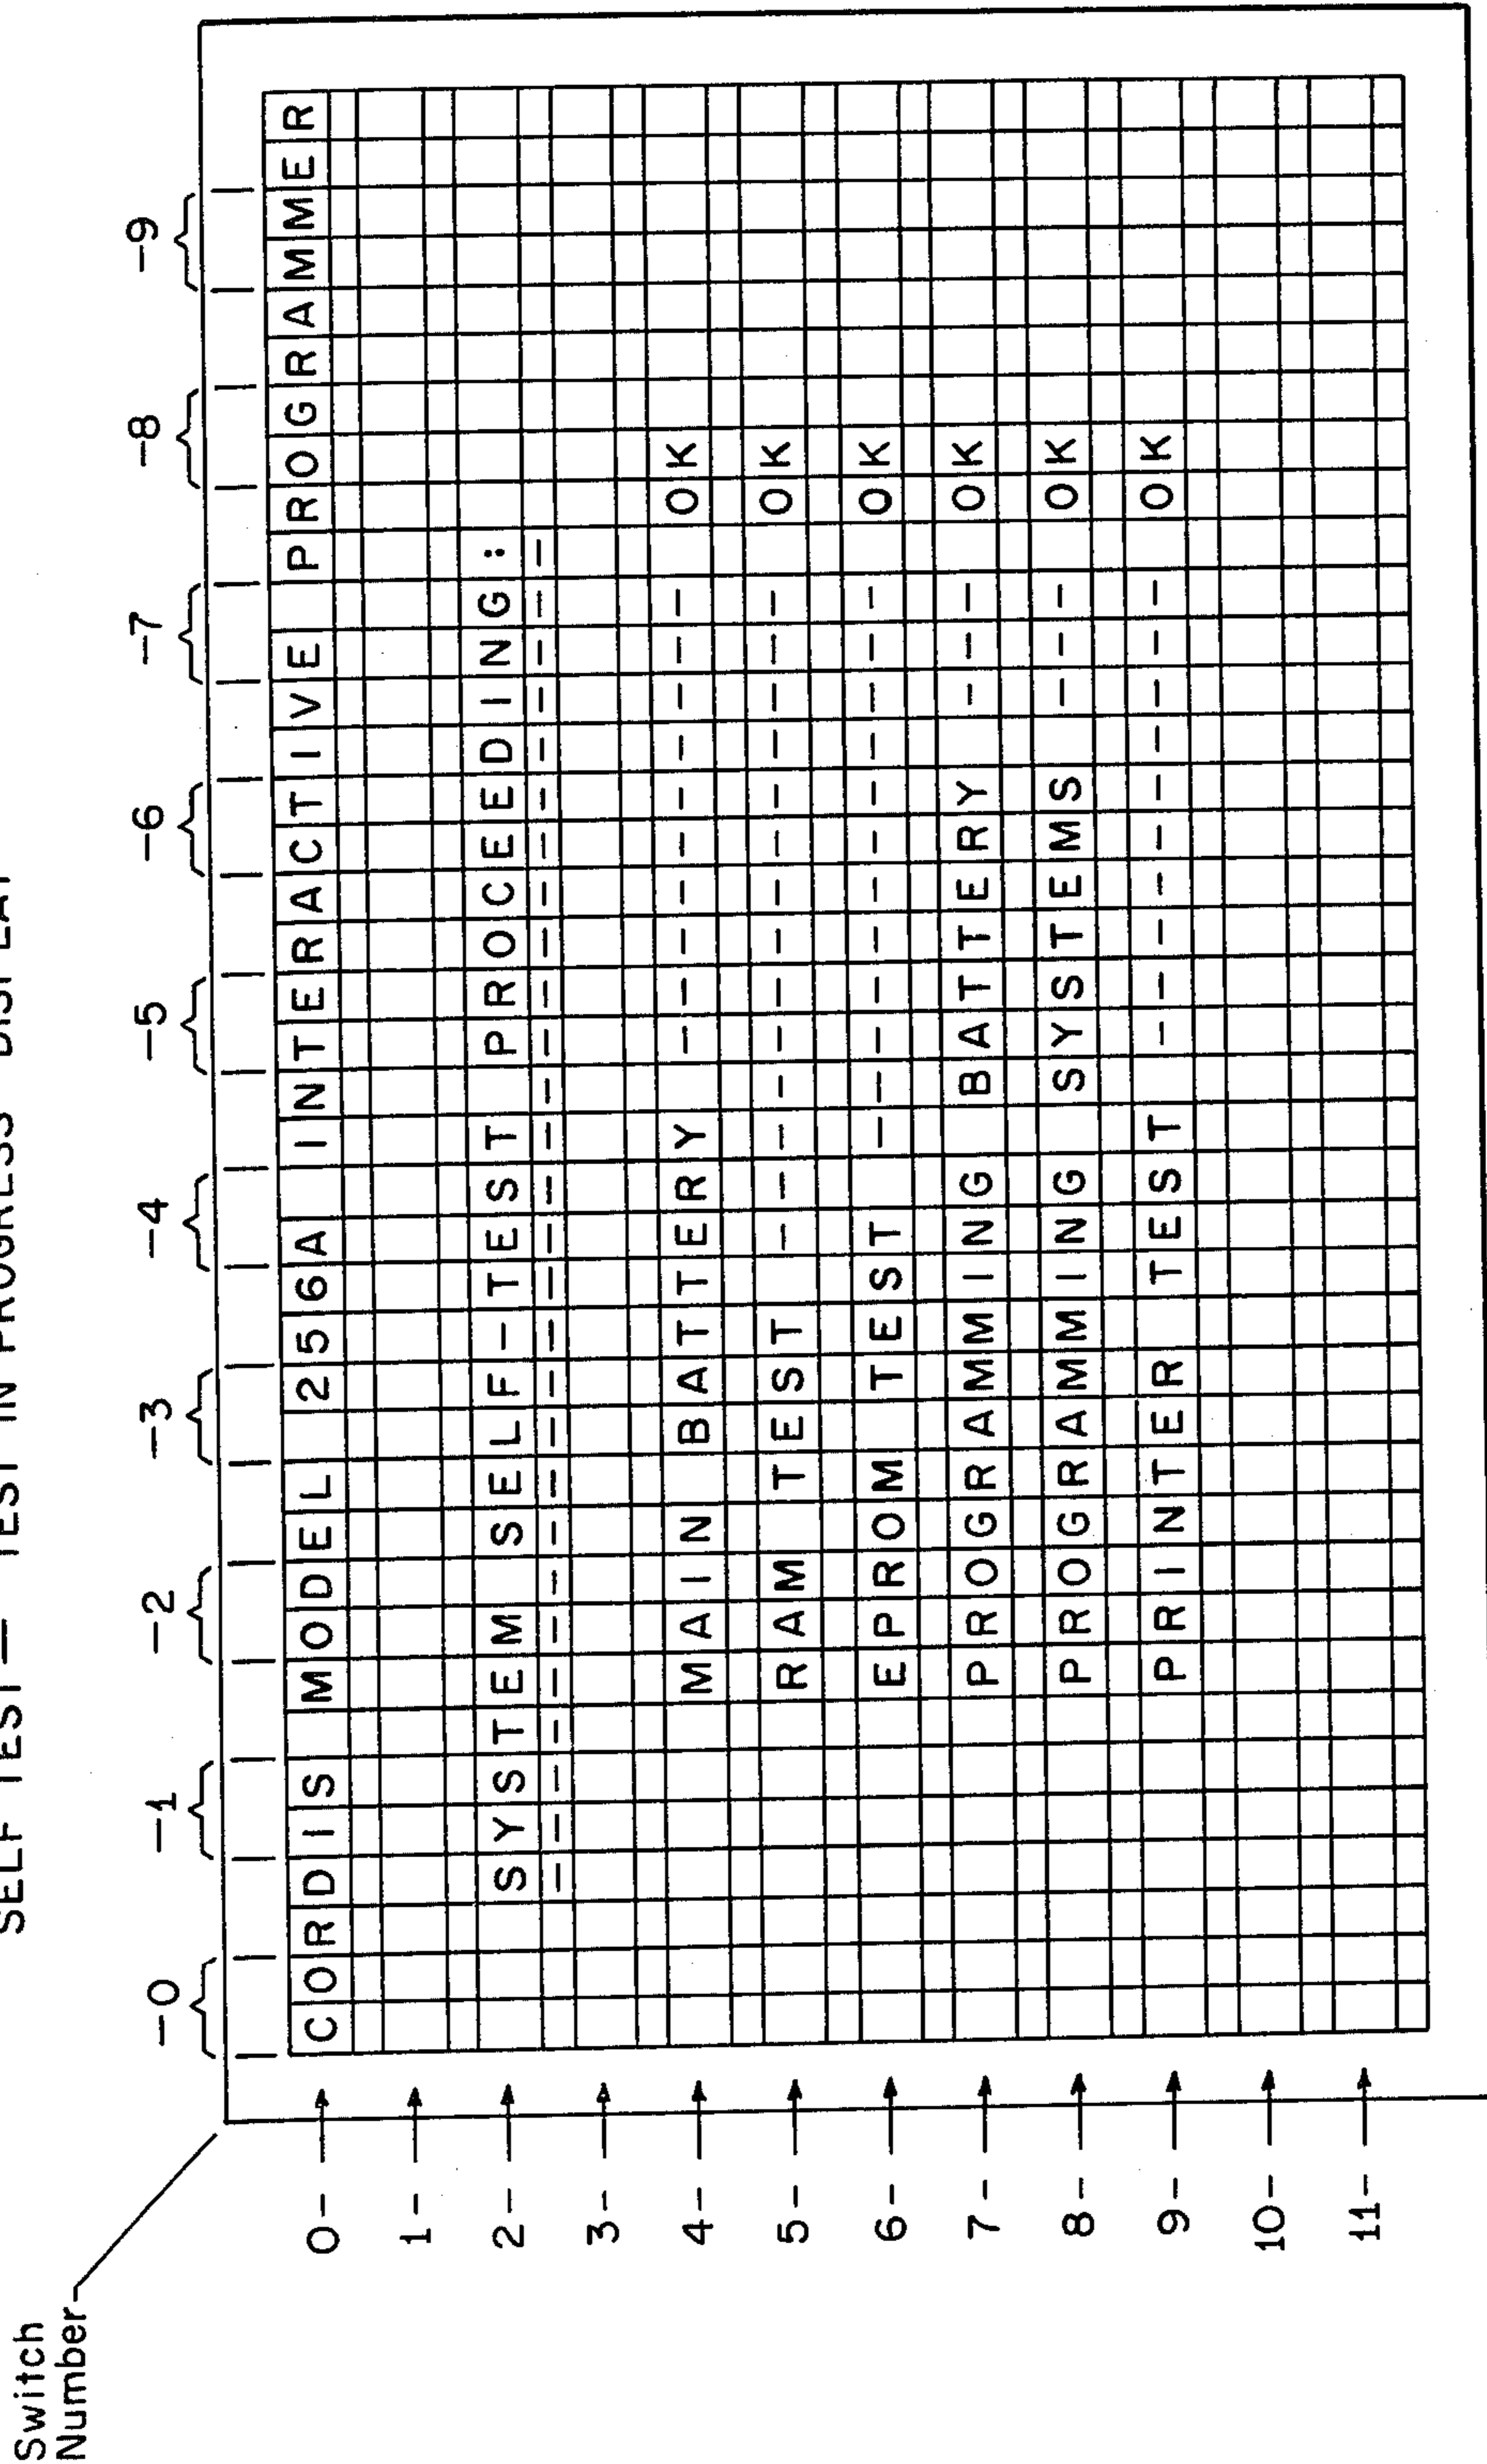 SELF TEST — TEST IN PROGRESS DISPLAY
Switch
Number
-0 -1 -2 -3 -4 -5 -6 -7 -8 -9
0- CORDIS MODEL 256A INTERACTIVE PROGRAMMER
1-
2- SYSTEM SELF-TEST PROCEEDING:
----------------------------
3-
4- MAIN BATTERY ---------- OK
5- RAM TEST -------------- OK
6- EPROM TEST ------------ OK
7- PROGRAMMING BATTERY --- OK
8- PROGRAMMING SYSTEMS --- OK
9- PRINTER TEST ---------- OK
10-
11-